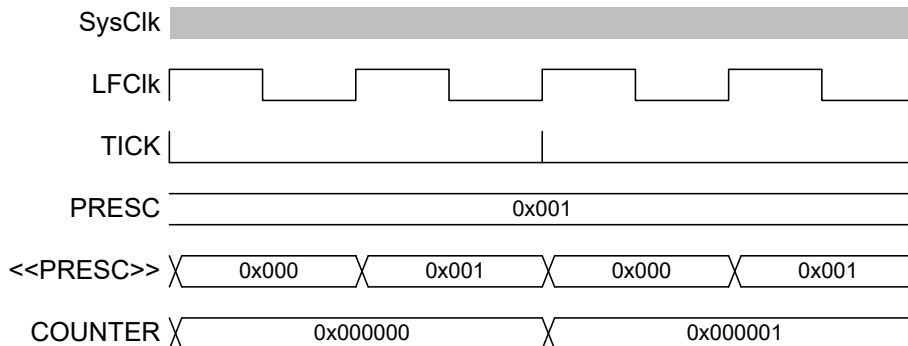 SysClk
LFClk
TICK
PRESC 0x001
<<PRESC>> 0x000 0x001 0x000 0x001
COUNTER 0x000000 0x000001